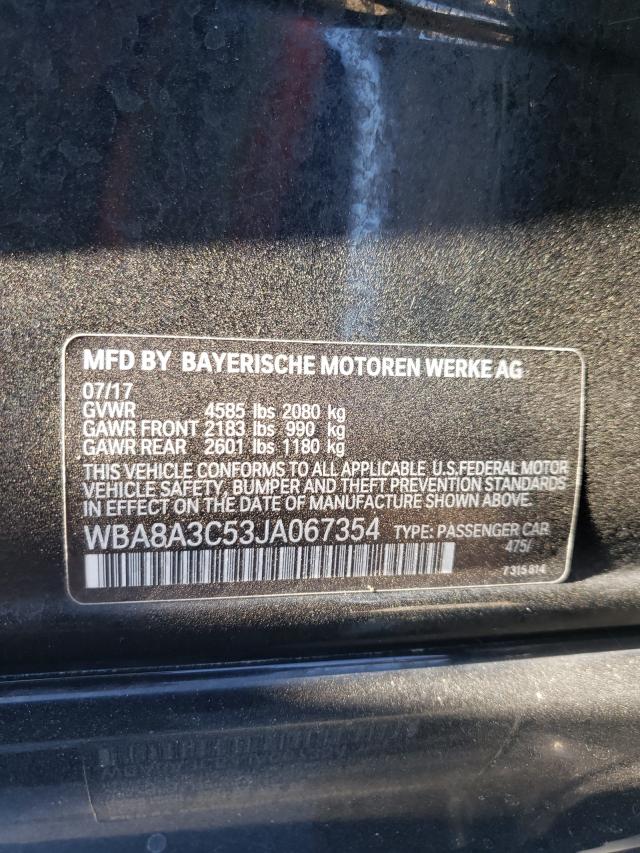 MFD BY BAYERISCHE MOTOREN WERKE AG
07/17
GVWR 4585 lbs 2080 kg
GAWR FRONT 2183 lbs 990 kg
GAWR REAR 2601 lbs 1180 kg
THIS VEHICLE CONFORMS TO ALL APPLICABLE U.S.FEDERAL MOTOR
VEHICLE SAFETY, BUMPER AND THEFT PREVENTION STANDARDS
IN EFFECT ON THE DATE OF MANUFACTURE SHOWN ABOVE.
WBA8A3C53JA067354 TYPE: PASSENGER CAR
475/
7315814